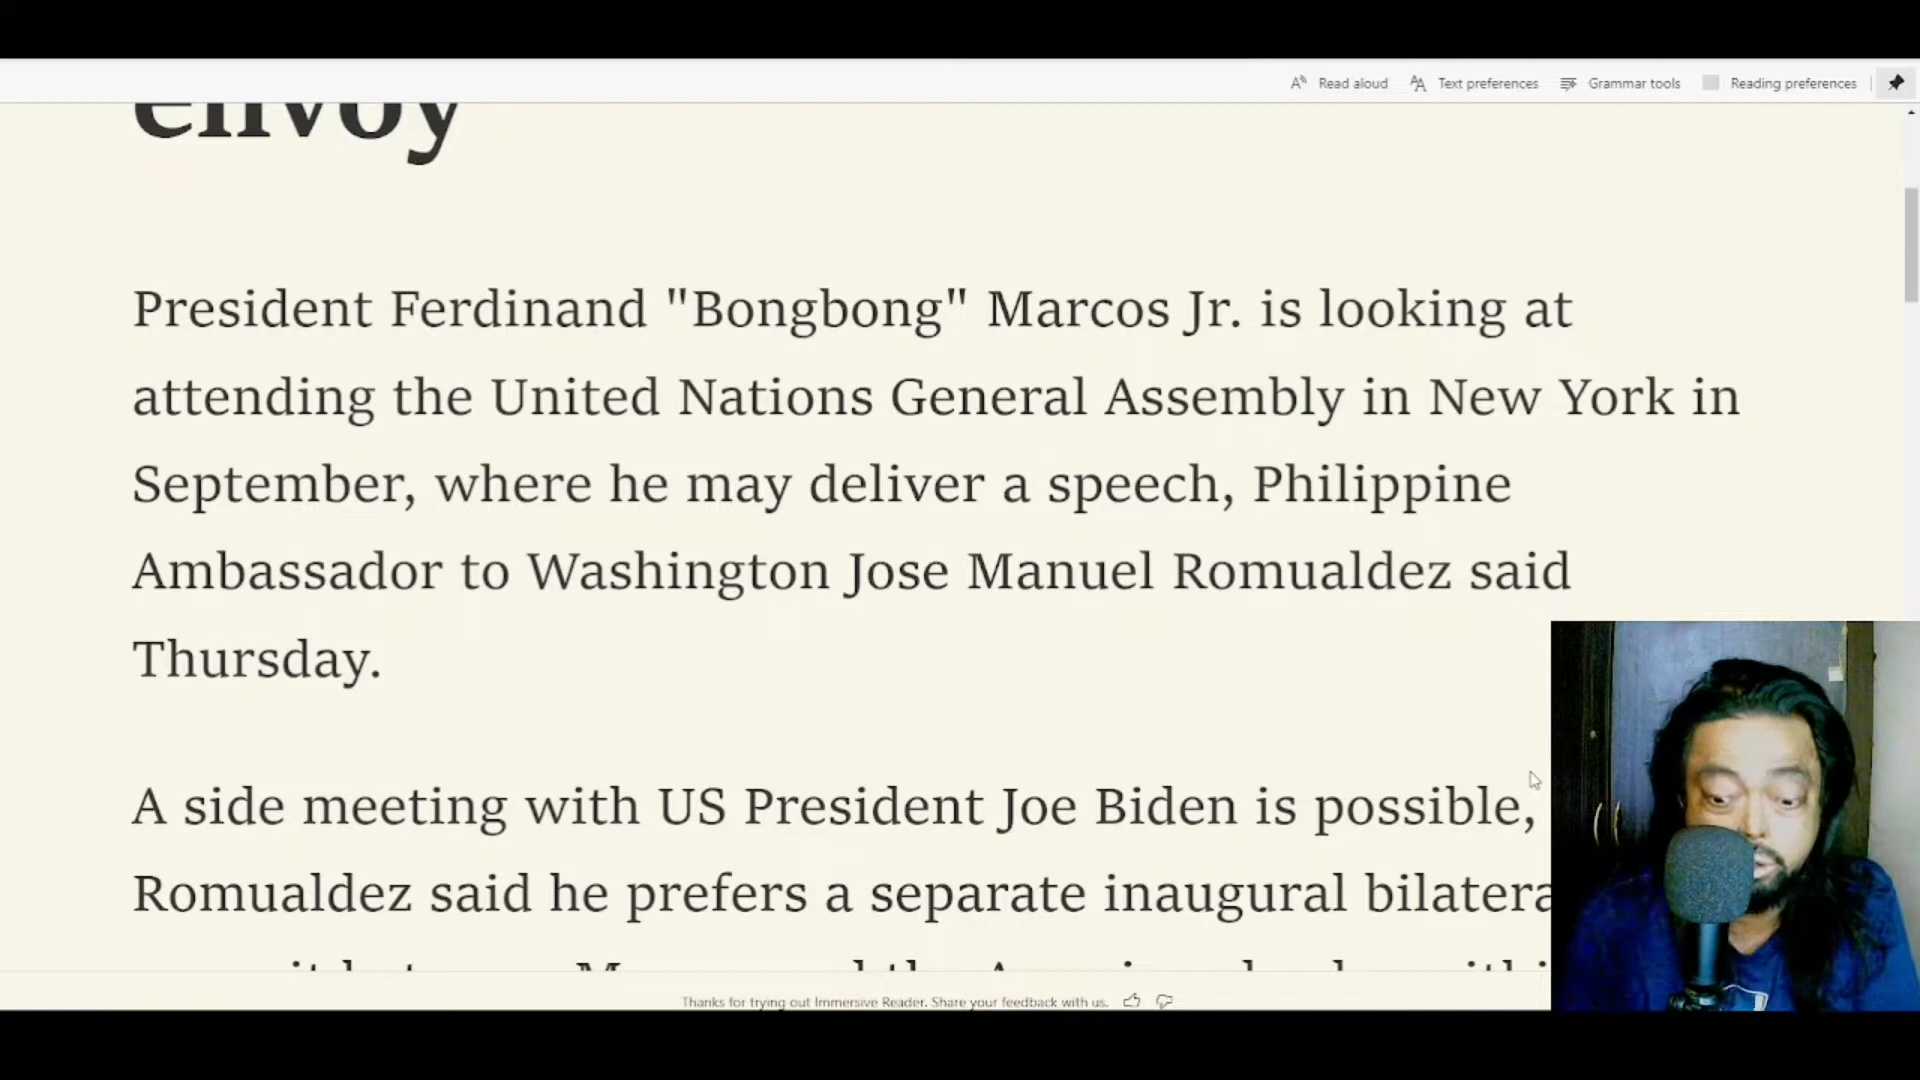 Read aloud Text preferences Grammar tools Reading preferences
envoy
President Ferdinand "Bongbong" Marcos Jr. is looking at
attending the United Nations General Assembly in New York in
September, where he may deliver a speech, Philippine
Ambassador to Washington Jose Manuel Romualdez said
Thursday.
A side meeting with US President Joe Biden is possible,
Romualdez said he prefers a separate inaugural bilatera
Thanks for trying out Immersive Reader. Share your feedback with us.